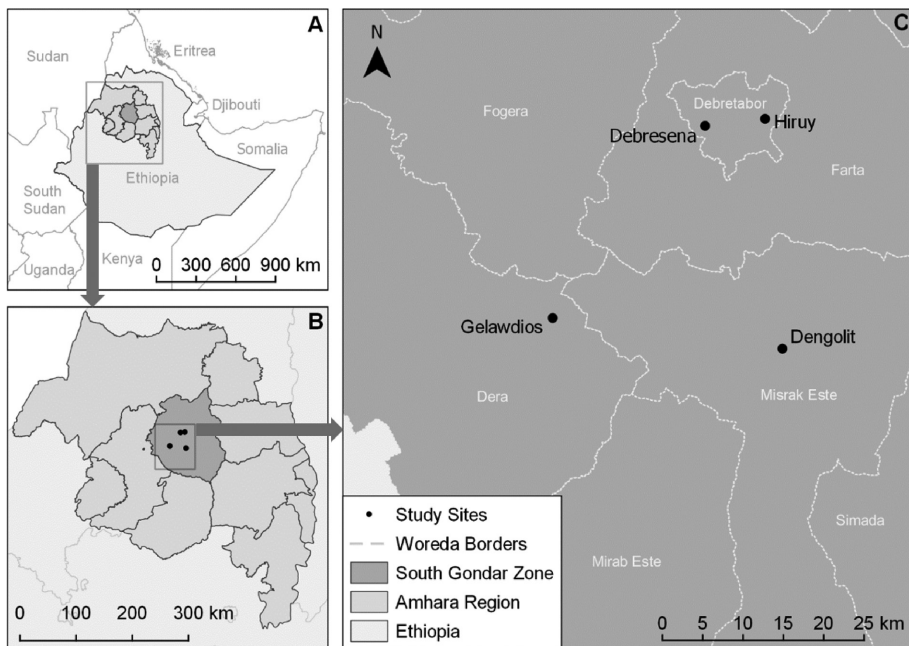 A
Sudan
Eritrea
Djibouti
Somalia
Ethiopia
South
Sudan
Uganda
Kenya
0 300 600 900 km
B
0 100 200 300 km
C
N
Fogera
Debretabor
Debresena
Hiruy
Farta
Gelawdios
Dengolit
Dera
Misrak Este
Simada
Mirab Este
Study Sites
Woreda Borders
South Gondar Zone
Amhara Region
Ethiopia
0 5 10 15 20 25 km